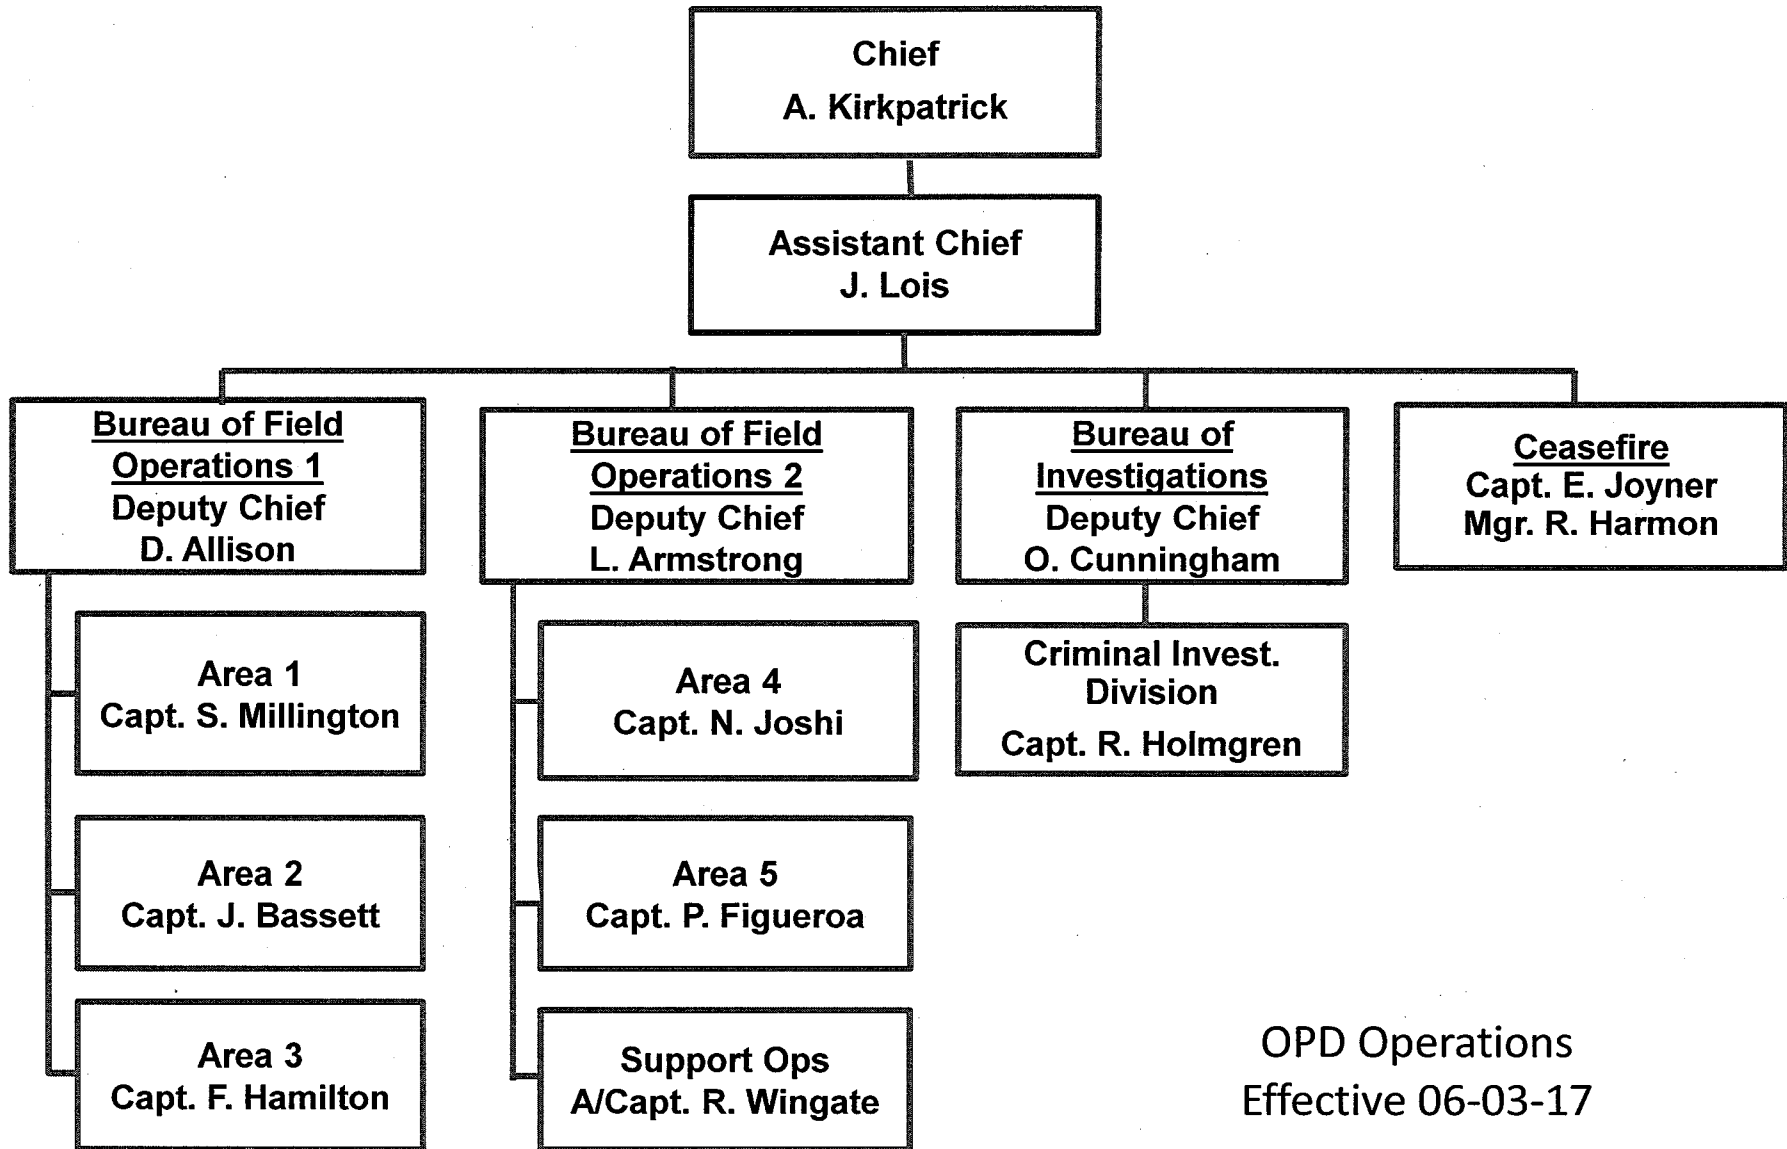 Chief
A. Kirkpatrick
Assistant Chief
J. Lois
Bureau of Field
Operations 1
Deputy Chief
D. Allison
Area 1
Capt. S. Millington
Area 2
Capt. J. Bassett
Area 3
Capt. F. Hamilton
Bureau of Field
Operations 2
Deputy Chief
L. Armstrong
Area 4
Capt. N. Joshi
Area 5
Capt. P. Figueroa
Support Ops
A/Capt. R. Wingate
Bureau of
Investigations
Deputy Chief
O. Cunningham
Criminal Invest.
Division
Capt. R. Holmgren
Ceasefire
Capt. E. Joyner
Mgr. R. Harmon
OPD Operations
Effective 06-03-17